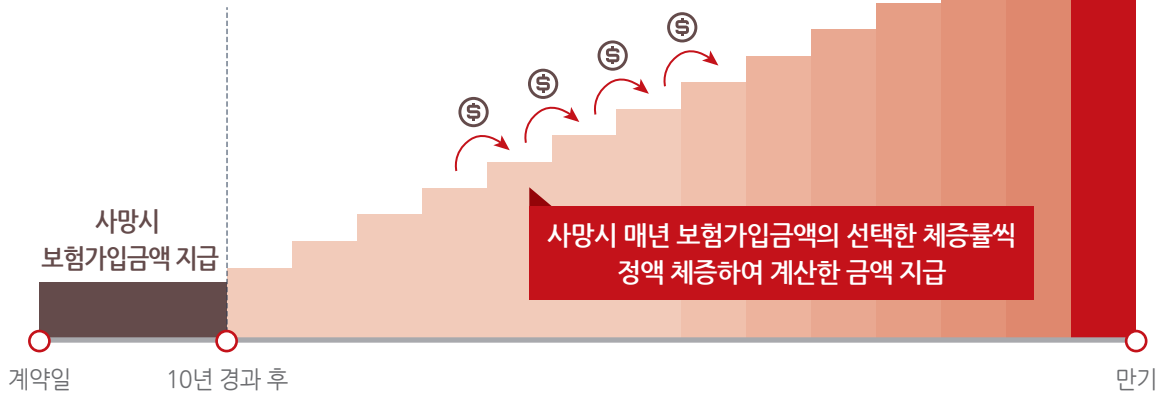 사망시
보험가입금액 지급
사망시 매년 보험가입금액의 선택한 체증률씩
정액 체증하여 계산한 금액 지급
계약일
10년 경과 후
만기